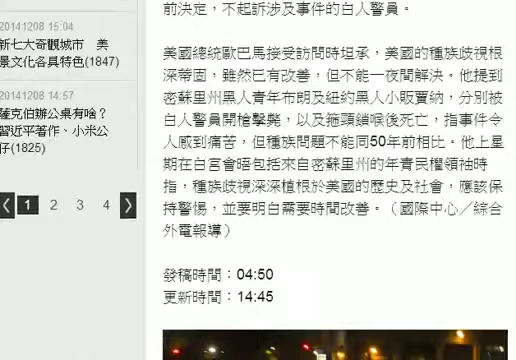 前決定，不起訴涉及事件的白人警員。
20141208 15:04
新七大奇觀城市　美
景文化各具特色(1847)
20141208 14:57
薩克伯辦公桌有啥？
習近平著作、小米公
仔(1825)
1 2 3 4
美國總統歐巴馬接受訪問時坦承，美國的種族歧視根
深蒂固，雖然已有改善，但不能一夜間解決。他提到
密蘇里州黑人青年布朗及紐約黑人小販賈納，分別被
白人警員開槍擊斃，以及箍頸鎖喉後死亡，指事件令
人感到痛苦，但種族問題不能同50年前相比。他上星
期在白宮會晤包括來自密蘇里州的年青民權領袖時
指，種族歧視深深植根於美國的歷史及社會，應該保
持警惕，並要明白需要時間改善。（國際中心／綜合
外電報導）
發稿時間：04:50
更新時間：14:45